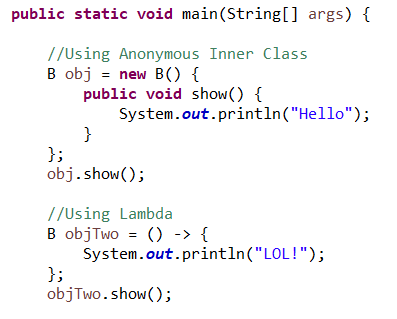 public static void main(String[] args) {
//Using Anonymous Inner Class
B obj = new B() {
public void show() {
System.out.println("Hello");
}
};
obj.show();
//Using Lambda
B objTwo = () -> {
System.out.println("LOL!");
};
objTwo.show();